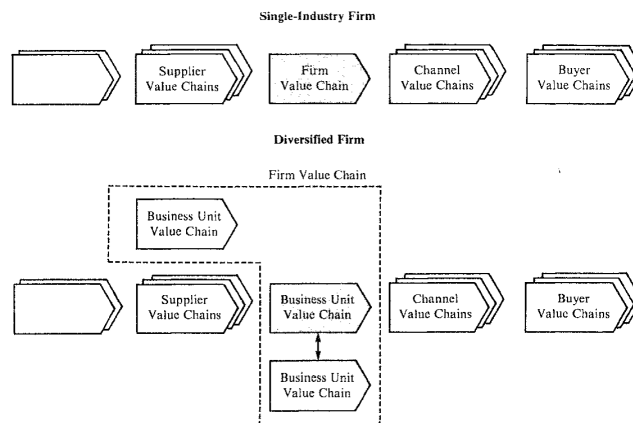 Single-Industry Firm
Supplier
Value Chains
Firm
Value Chain
Channel
Value Chains
Buyer
Value Chains
Diversified Firm
Firm Value Chain
Business Unit
Value Chain
Supplier
Value Chains
Business Unit
Value Chain
Channel
Value Chains
Buyer
Value Chains
Business Unit
Value Chain